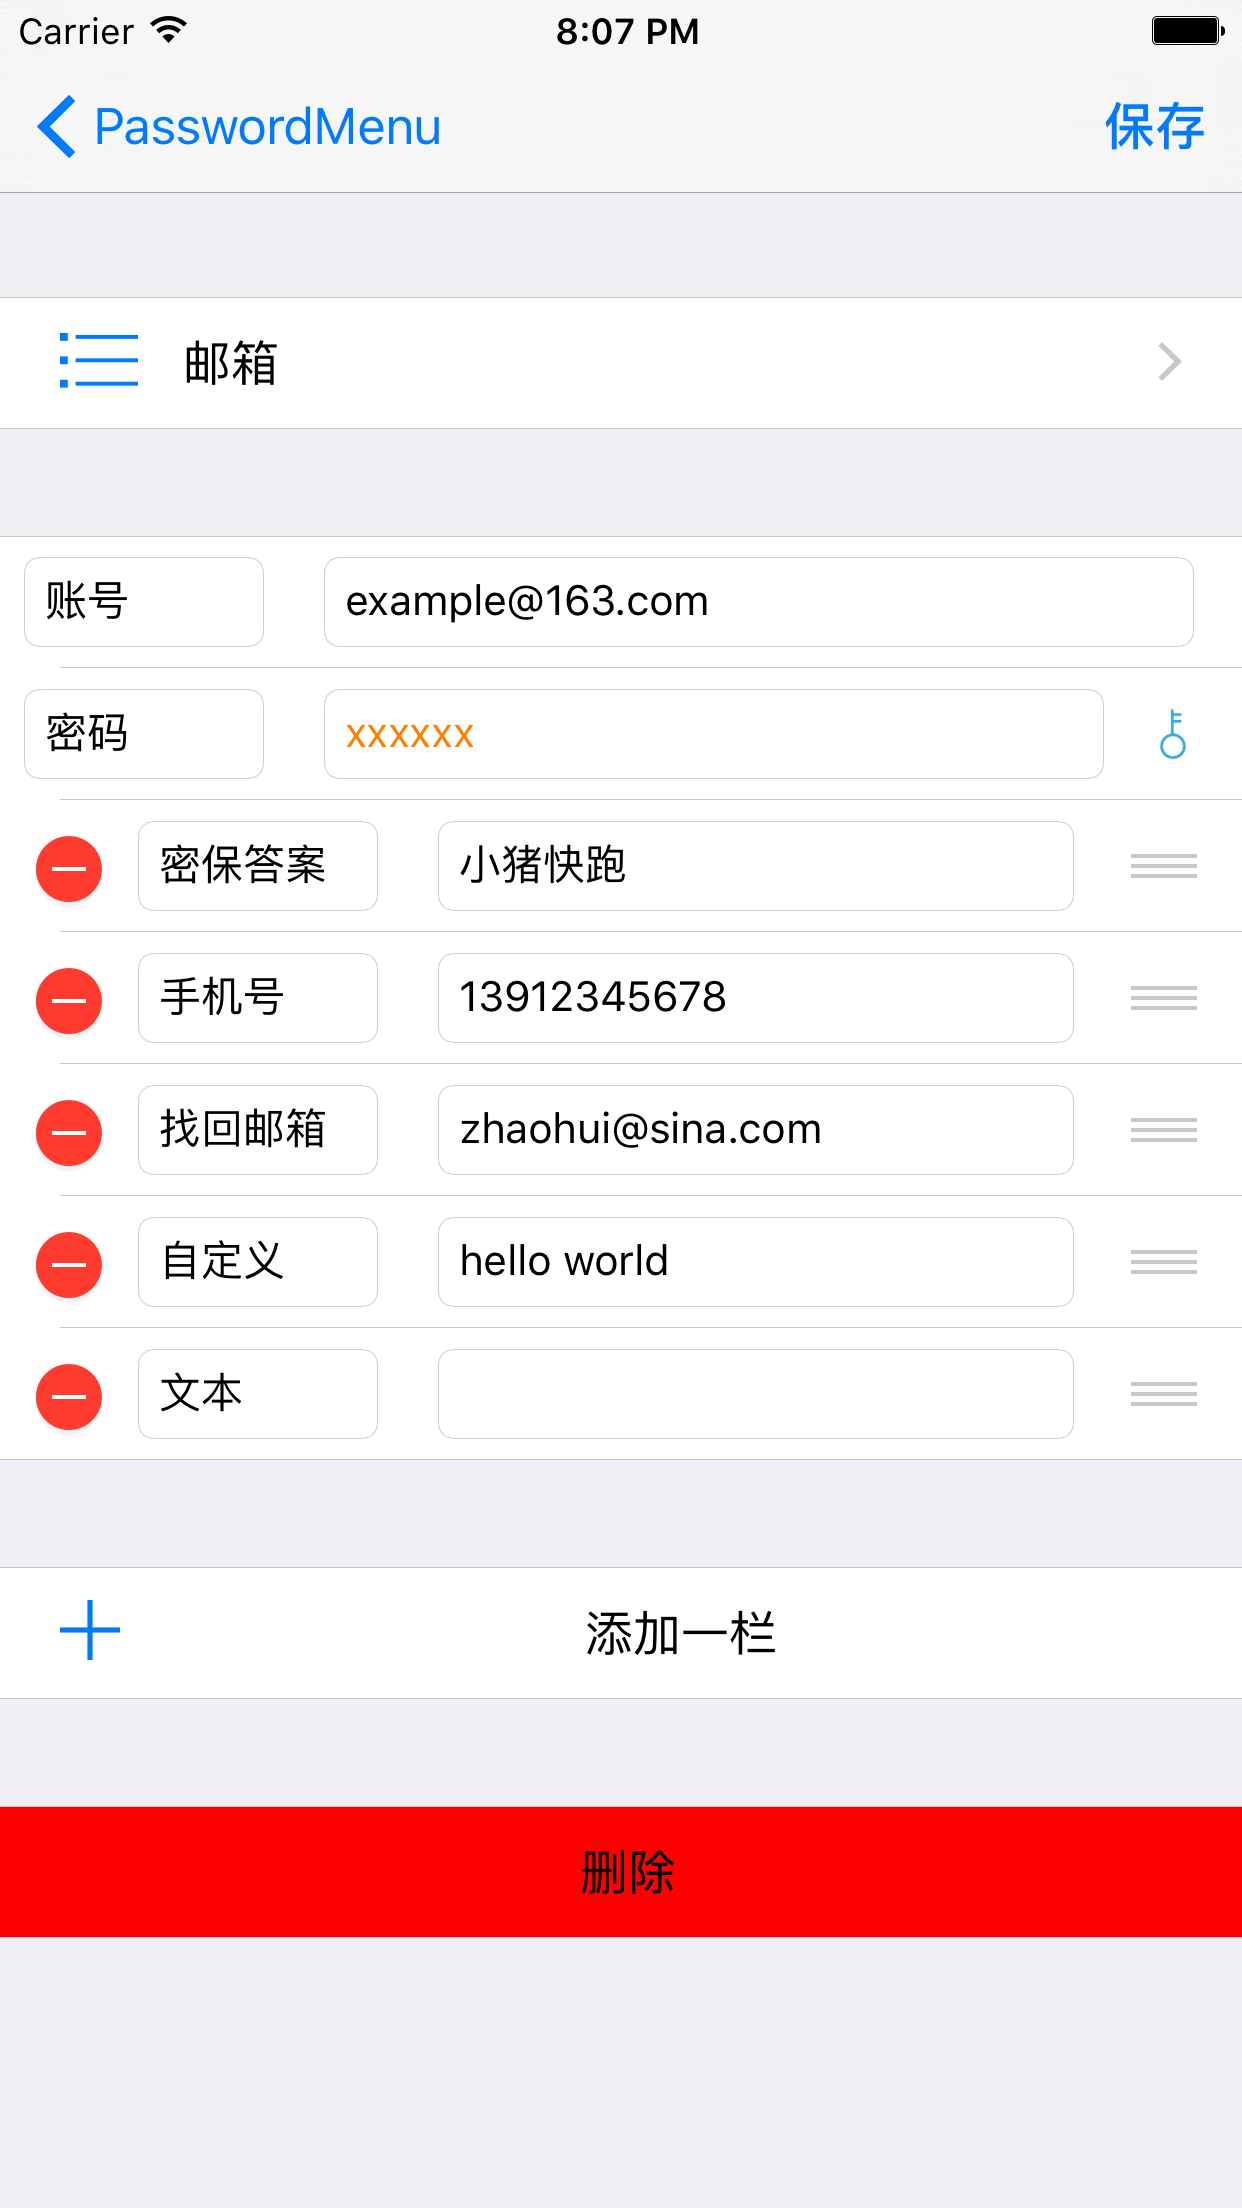 Carrier 8:07 PM
PasswordMenu 保存
邮箱
账号 example@163.com
密码 xxxxxx
密保答案 小猪快跑
手机号 13912345678
找回邮箱 zhaohui@sina.com
自定义 hello world
文本
添加一栏
删除